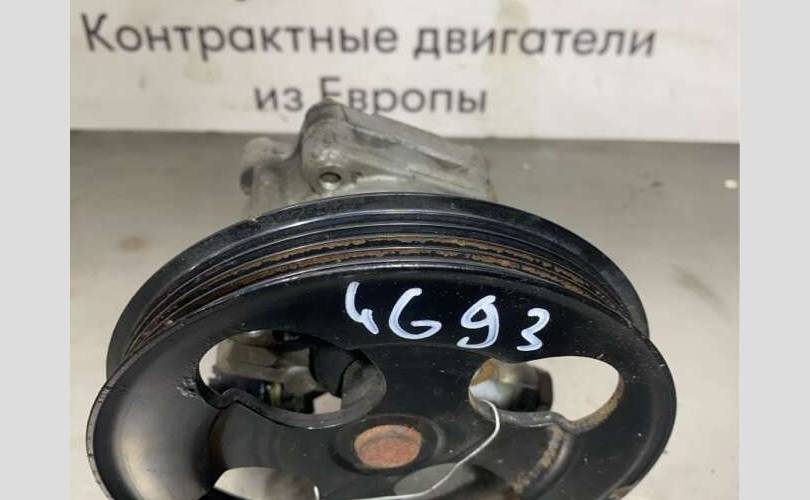 Контрактные двигатели
из Европы
4G93